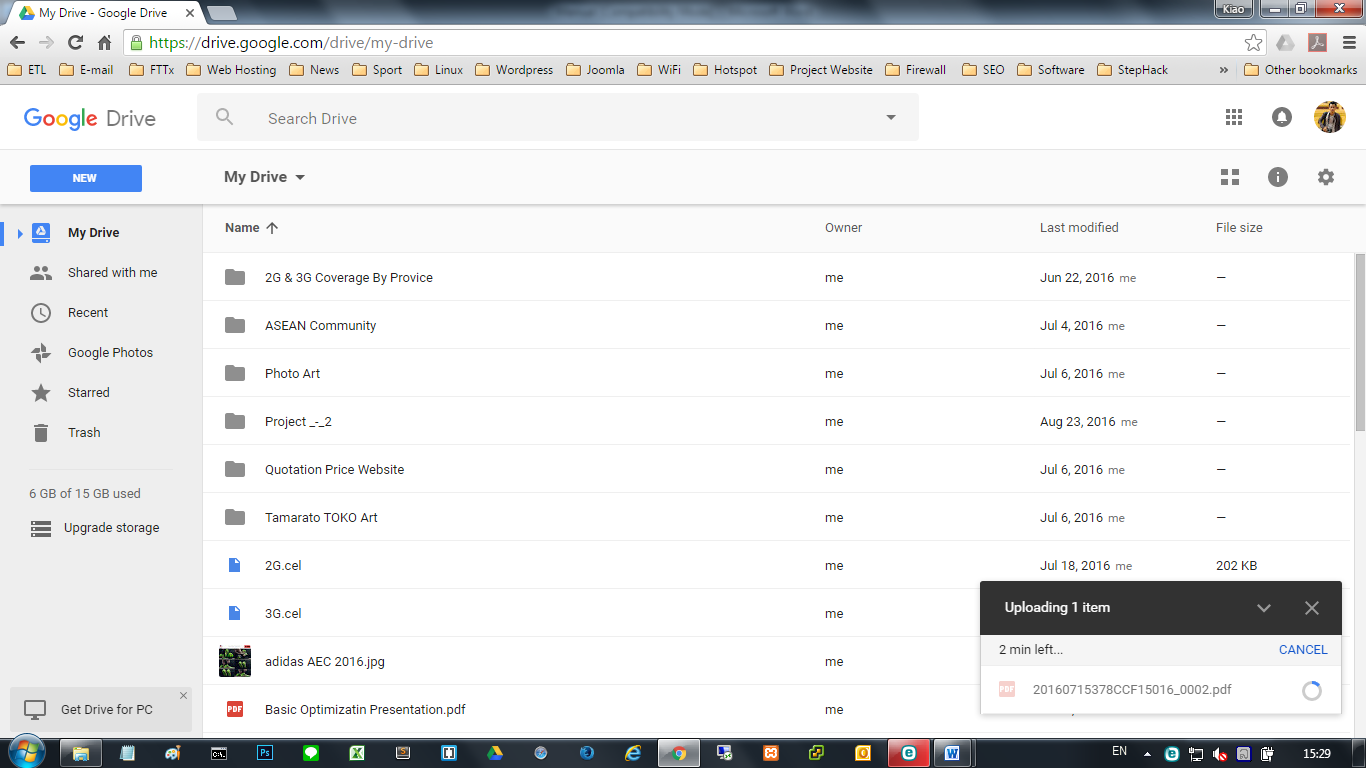 My Drive - Google Drive
Kiao
https://drive.google.com/drive/my-drive
ETL E-mail FTTx Web Hosting News Sport Linux Wordpress Joomla WiFi Hotspot Project Website Firewall SEO Software StepHack » Other bookmarks
Google Drive
Search Drive
NEW
My Drive
My Drive
Shared with me
Recent
Google Photos
Starred
Trash
6 GB of 15 GB used
Upgrade storage
Get Drive for PC
Name Owner Last modified File size
2G & 3G Coverage By Provice me Jun 22, 2016 me —
ASEAN Community me Jul 4, 2016 me —
Photo Art me Jul 6, 2016 me —
Project _-_2 me Aug 23, 2016 me —
Quotation Price Website me Jul 6, 2016 me —
Tamarato TOKO Art me Jul 6, 2016 me —
2G.cel me Jul 18, 2016 me 202 KB
3G.cel me
adidas AEC 2016.jpg me
PDF Basic Optimizatin Presentation.pdf me
Uploading 1 item
2 min left...
CANCEL
PDF 20160715378CCF15016_0002.pdf
EN
15:29